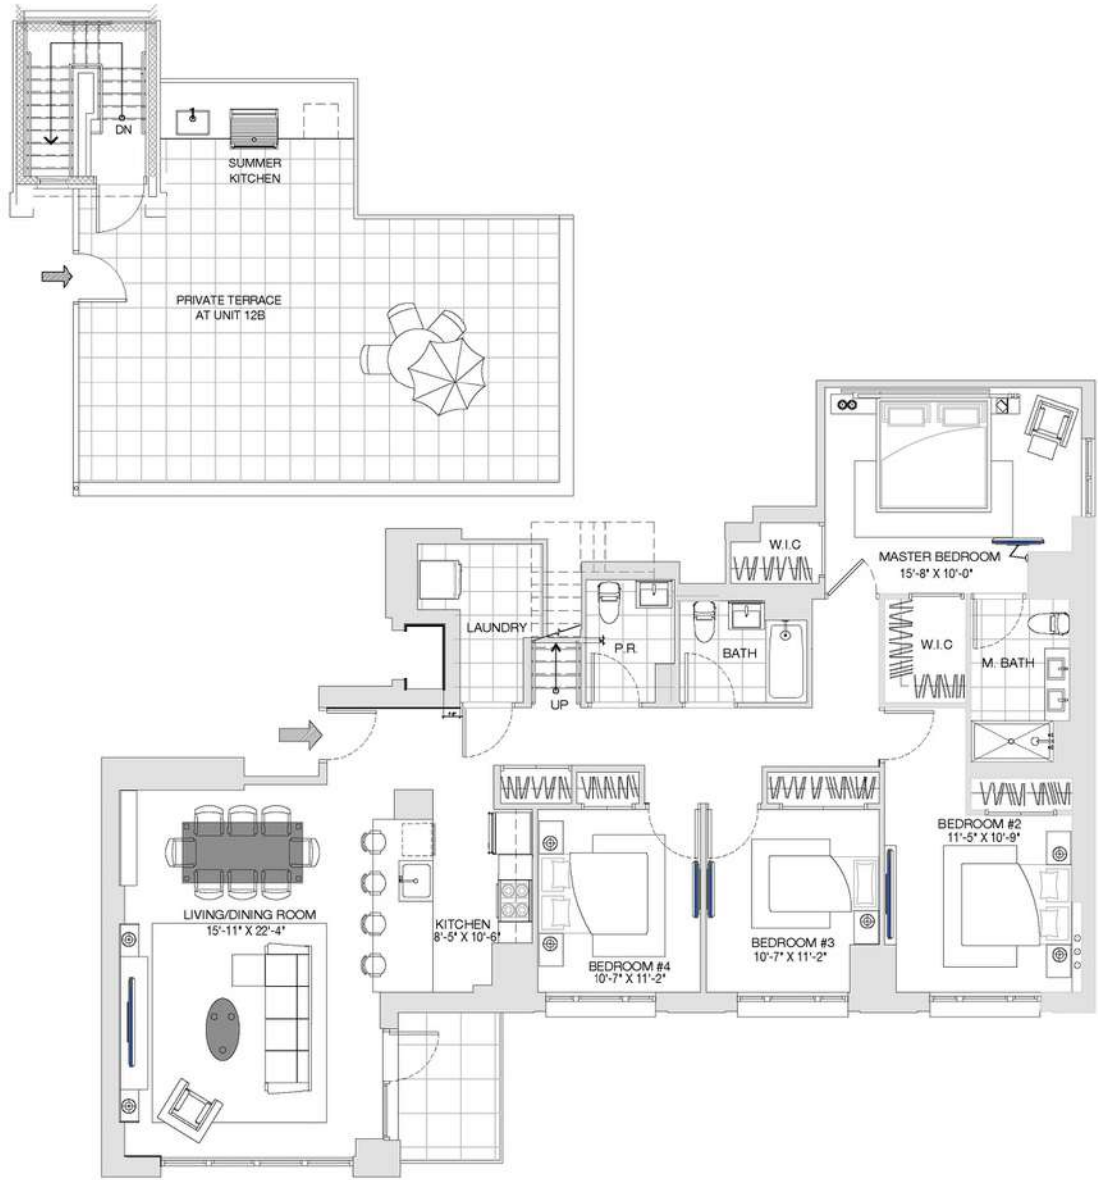 DN
SUMMER
KITCHEN
PRIVATE TERRACE
AT UNIT 12B
W.I.C
MASTER BEDROOM
15'-8" X 10'-0"
LAUNDRY
P.R.
BATH
W.I.C
M. BATH
UP
BEDROOM #2
11'-5" X 10'-9"
LIVING/DINING ROOM
15'-11" X 22'-4"
KITCHEN
8'-5" X 10'-6"
BEDROOM #3
10'-7" X 11'-2"
BEDROOM #4
10'-7" X 11'-2"